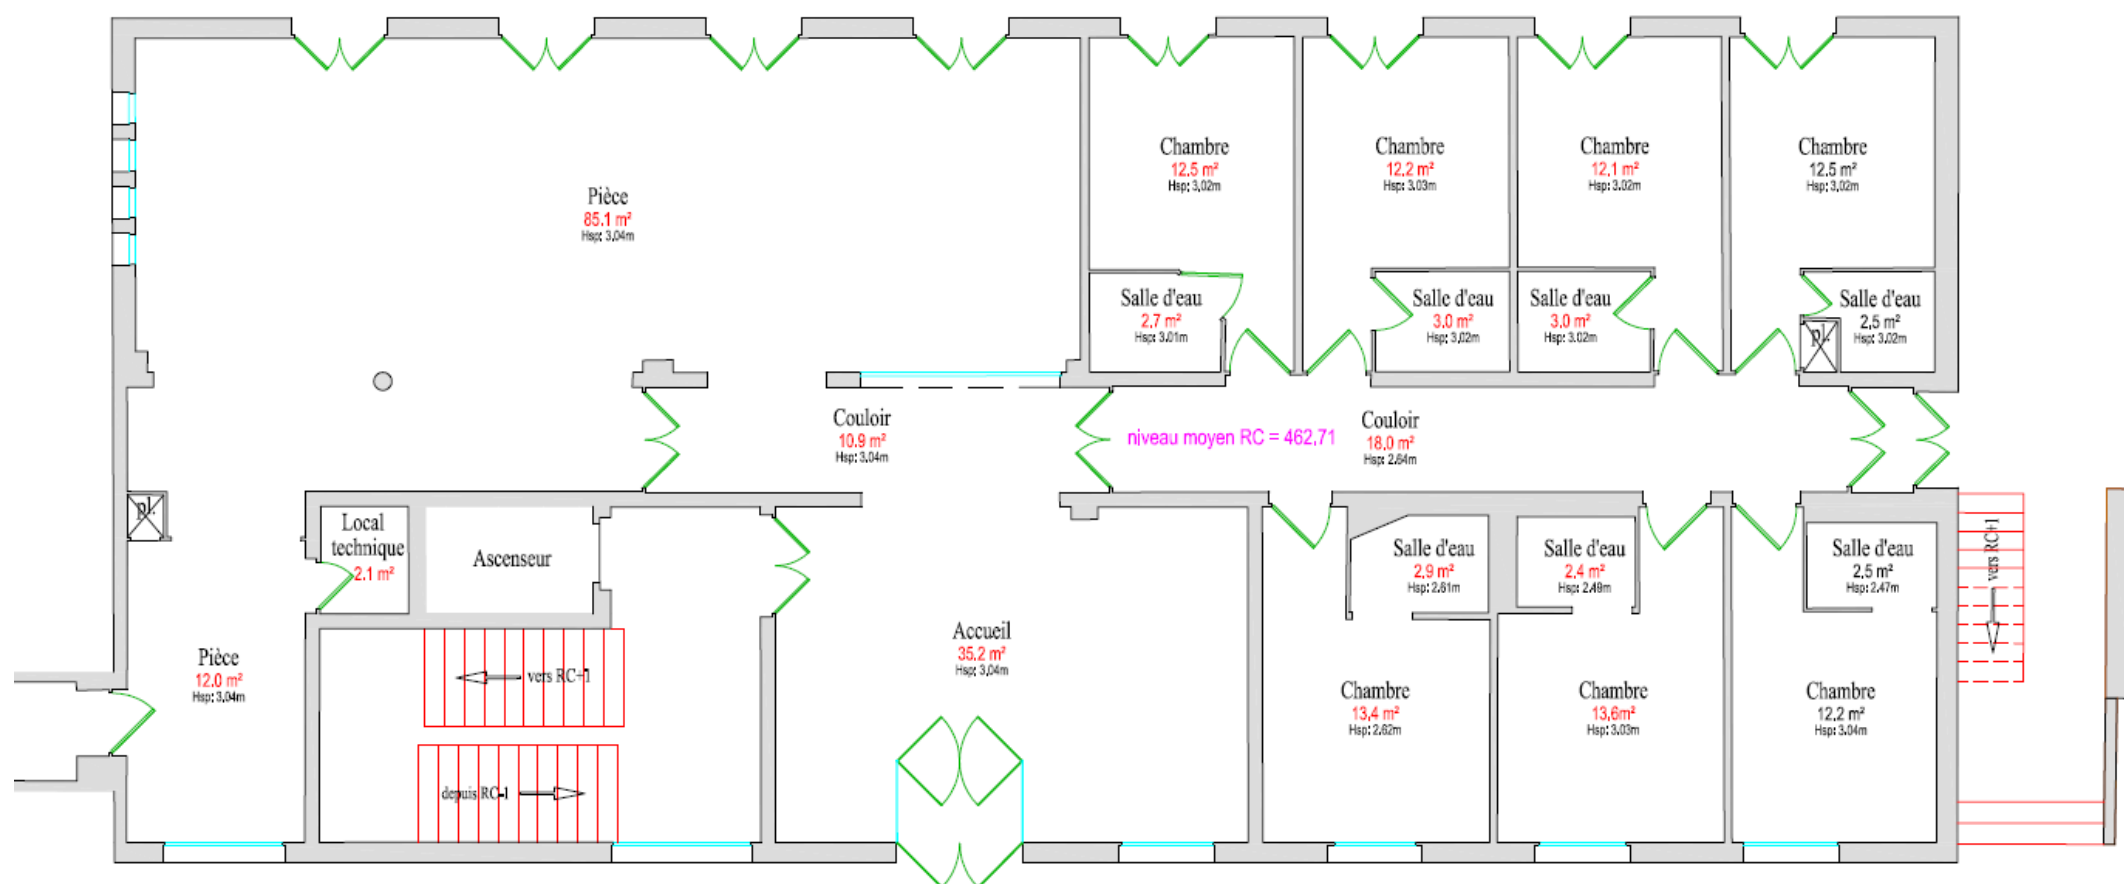 Pièce
85.1 m²
Hsp: 3.04m
Chambre
12.5 m²
Hsp: 3.02m
Chambre
12.2 m²
Hsp: 3.03m
Chambre
12.1 m²
Hsp: 3.02m
Chambre
12.5 m²
Hsp: 3.02m
Salle d'eau
2.7 m²
Hsp: 3.01m
Salle d'eau
3.0 m²
Hsp: 3.02m
Salle d'eau
3.0 m²
Hsp: 3.02m
Salle d'eau
2.5 m²
Hsp: 3.02m
pl.
Couloir
10.9 m²
Hsp: 3.04m
niveau moyen RC = 462.71
Couloir
18.0 m²
Hsp: 2.64m
pl.
Local
technique
2.1 m²
Ascenseur
Salle d'eau
2.9 m²
Hsp: 2.61m
Salle d'eau
2.4 m²
Hsp: 2.49m
Salle d'eau
2.5 m²
Hsp: 2.47m
vers RC+1
Pièce
12.0 m²
Hsp: 3.04m
vers RC+1
Accueil
35.2 m²
Hsp: 3.04m
Chambre
13.4 m²
Hsp: 2.62m
Chambre
13.6m²
Hsp: 3.03m
Chambre
12.2 m²
Hsp: 3.04m
depuis RC-1